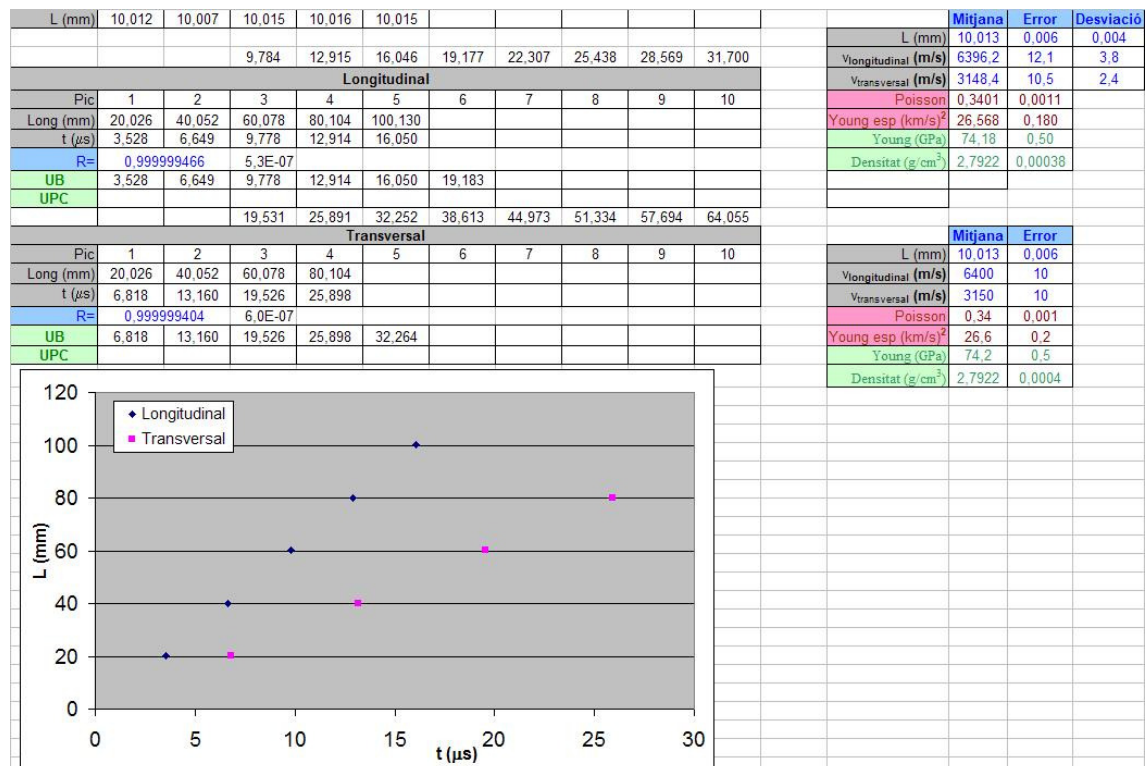 L (mm) 10,012 10,007 10,015 10,016 10,015
9,784 12,915 16,046 19,177 22,307 25,438 28,569 31,700
Longitudinal
Pic 1 2 3 4 5 6 7 8 9 10
Long (mm) 20,026 40,052 60,078 80,104 100,130
t (μs) 3,528 6,649 9,778 12,914 16,050
R= 0,999999466 5,3E-07
UB 3,528 6,649 9,778 12,914 16,050 19,183
UPC
19,531 25,891 32,252 38,613 44,973 51,334 57,694 64,055
Transversal
Pic 1 2 3 4 5 6 7 8 9 10
Long (mm) 20,026 40,052 60,078 80,104
t (μs) 6,818 13,160 19,526 25,898
R= 0,999999404 6,0E-07
UB 6,818 13,160 19,526 25,898 32,264
UPC
Mitjana Error Desviació
L (mm) 10,013 0,006 0,004
Vlongitudinal (m/s) 6396,2 12,1 3,8
Vtransversal (m/s) 3148,4 10,5 2,4
Poisson 0,3401 0,0011
Young esp (km/s)² 26,568 0,180
Young (GPa) 74,18 0,50
Densitat (g/cm³) 2,7922 0,00038
Mitjana Error
L (mm) 10,013 0,006
Vlongitudinal (m/s) 6400 10
Vtransversal (m/s) 3150 10
Poisson 0,34 0,001
Young esp (km/s)² 26,6 0,2
Young (GPa) 74,2 0,5
Densitat (g/cm³) 2,7922 0,0004
120
100
80
60
40
20
0
L (mm)
Longitudinal
Transversal
0 5 10 15 20 25 30
t (μs)